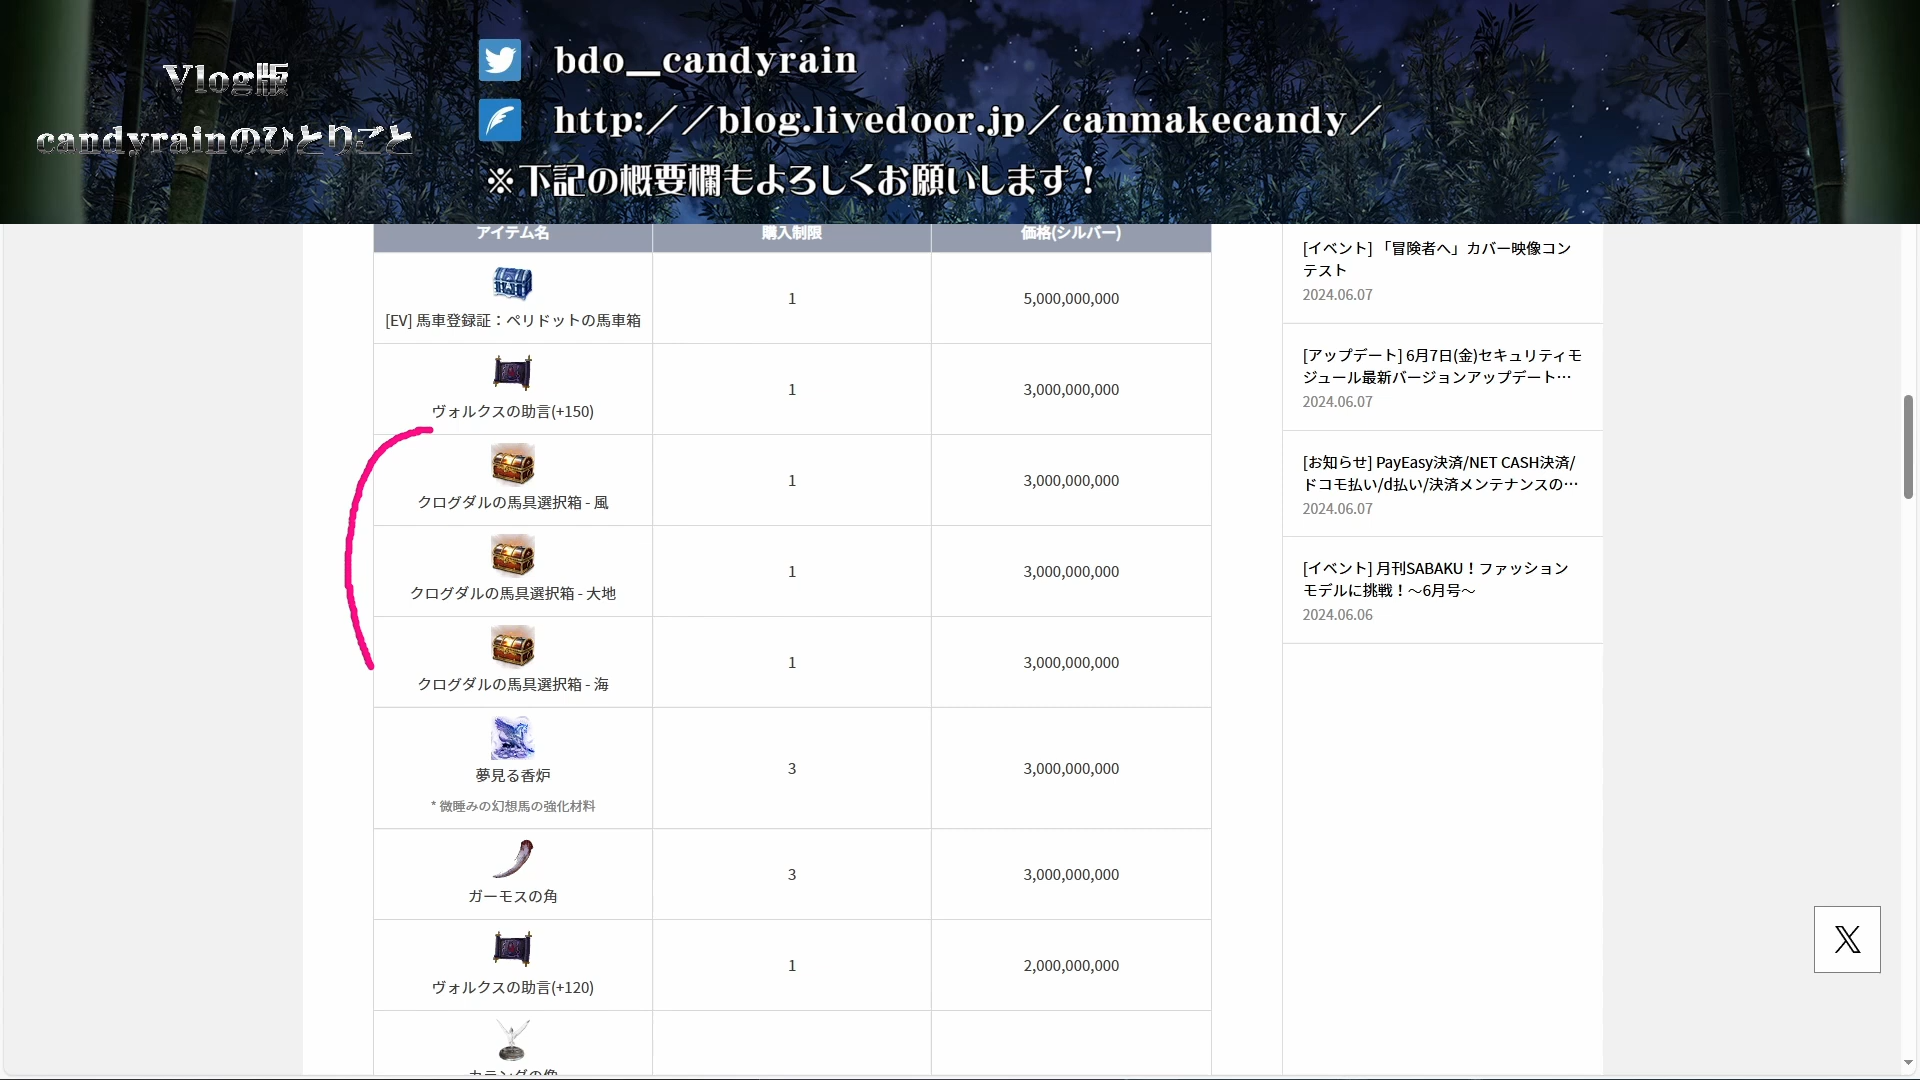 Vlog版
candyrainのひとりごと
bdo__candyrain
http://blog.livedoor.jp/canmakecandy/
※下記の概要欄もよろしくお願いします！
アイテム名 購入制限 価格(シルバー)
[EV] 馬車登録証：ペリドットの馬車箱 1 5,000,000,000
ヴォルクスの助言(+150) 1 3,000,000,000
クログダルの馬具選択箱 - 風 1 3,000,000,000
クログダルの馬具選択箱 - 大地 1 3,000,000,000
クログダルの馬具選択箱 - 海 1 3,000,000,000
夢見る香炉 3 3,000,000,000
* 微睡みの幻想馬の強化材料
ガーモスの角 3 3,000,000,000
ヴォルクスの助言(+120) 1 2,000,000,000
[イベント] 「冒険者へ」カバー映像コン
テスト
2024.06.07
[アップデート] 6月7日(金)セキュリティモ
ジュール最新バージョンアップデート…
2024.06.07
[お知らせ] PayEasy決済/NET CASH決済/
ドコモ払い/d払い/決済メンテナンスの…
2024.06.07
[イベント] 月刊SABAKU！ファッション
モデルに挑戦！～6月号～
2024.06.06